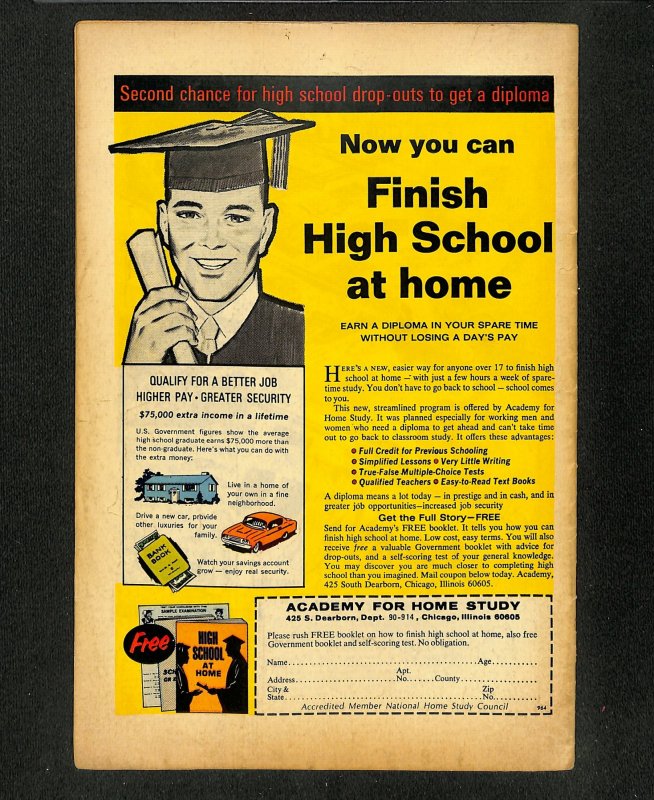 Second chance for high school drop-outs to get a diploma
Now you can
Finish
High School
at home
EARN A DIPLOMA IN YOUR SPARE TIME
WITHOUT LOSING A DAY'S PAY
HERE'S A NEW, easier way for anyone over 17 to finish high
school at home — with just a few hours a week of spare-
time study. You don't have to go back to school — school comes
to you.
This new, streamlined program is offered by Academy for
Home Study. It was planned especially for working men and
women who need a diploma to get ahead and can't take time
out to go back to classroom study. It offers these advantages:
Full Credit for Previous Schooling
Simplified Lessons • Very Little Writing
True-False Multiple-Choice Tests
Qualified Teachers • Easy-to-Read Text Books
A diploma means a lot today — in prestige and in cash, and in
greater job opportunities—increased job security
Get the Full Story—FREE
Send for Academy's FREE booklet. It tells you how you can
finish high school at home. Low cost, easy terms. You will also
receive free a valuable Government booklet with advice for
drop-outs, and a self-scoring test of your general knowledge.
You may discover you are much closer to completing high
school than you imagined. Mail coupon below today. Academy,
425 South Dearborn, Chicago, Illinois 60605.
QUALIFY FOR A BETTER JOB
HIGHER PAY • GREATER SECURITY
$75,000 extra income in a lifetime
U.S. Government figures show the average
high school graduate earns $75,000 more than
the non-graduate. Here's what you can do with
the extra money:
Live in a home of
your own in a fine
neighborhood.
Drive a new car, prbvide
other luxuries for your
family.
BANK
BOOK
Watch your savings account
grow — enjoy real security.
SAMPLE EXAMINATION
Free
HIGH
SCHOOL
AT
HOME
ACADEMY FOR HOME STUDY
425 S. Dearborn, Dept. 90-914, Chicago, Illinois 60605
Please rush FREE booklet on how to finish high school at home, also free
Government booklet and self-scoring test. No obligation.
Name Age
Apt.
Address No. County
City & Zip
State No.
Accredited Member National Home Study Council 964